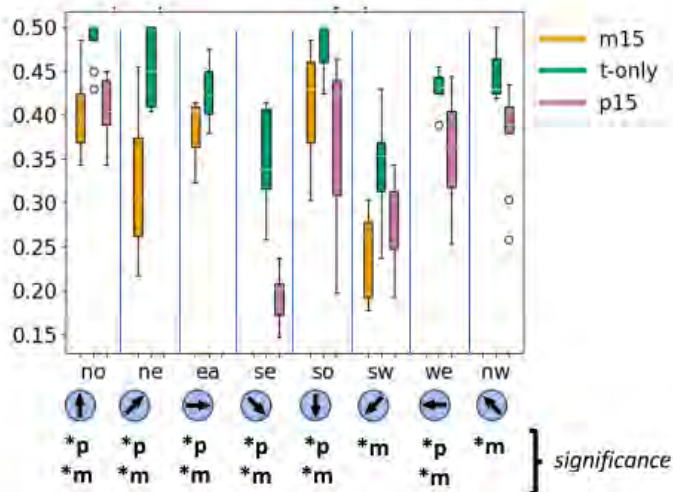 0.50
0.45
0.40
0.35
0.30
0.25
0.20
0.15
m15
t-only
p15
no ne ea se so sw we nw
*p *p *p *p *p *m *p *m
*m *m *m *m *m *m
significance